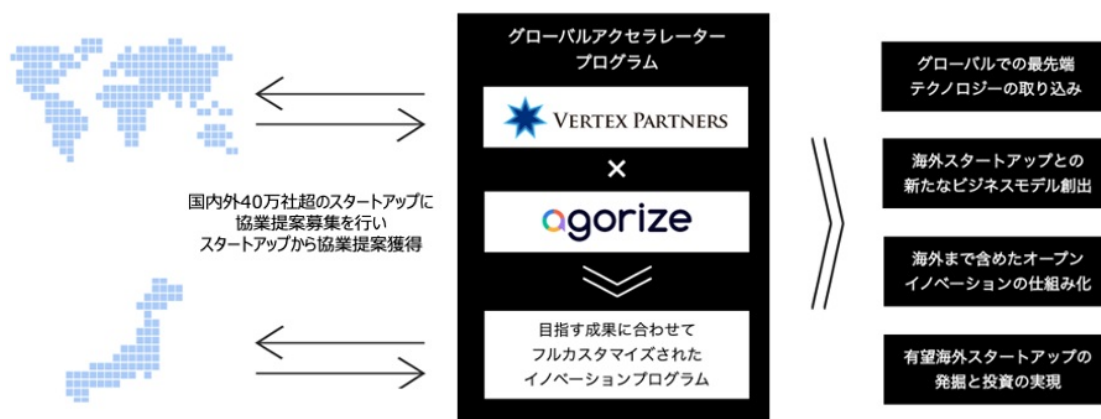 国内外40万社超のスタートアップに
協業提案募集を行い
スタートアップから協業提案獲得
グローバルアクセラレーター
プログラム
VERTEX PARTNERS
×
agorize
目指す成果に合わせて
フルカスタマイズされた
イノベーションプログラム
グローバルでの最先端
テクノロジーの取り込み
海外スタートアップとの
新たなビジネスモデル創出
海外まで含めたオープン
イノベーションの仕組み化
有望海外スタートアップの
発掘と投資の実現